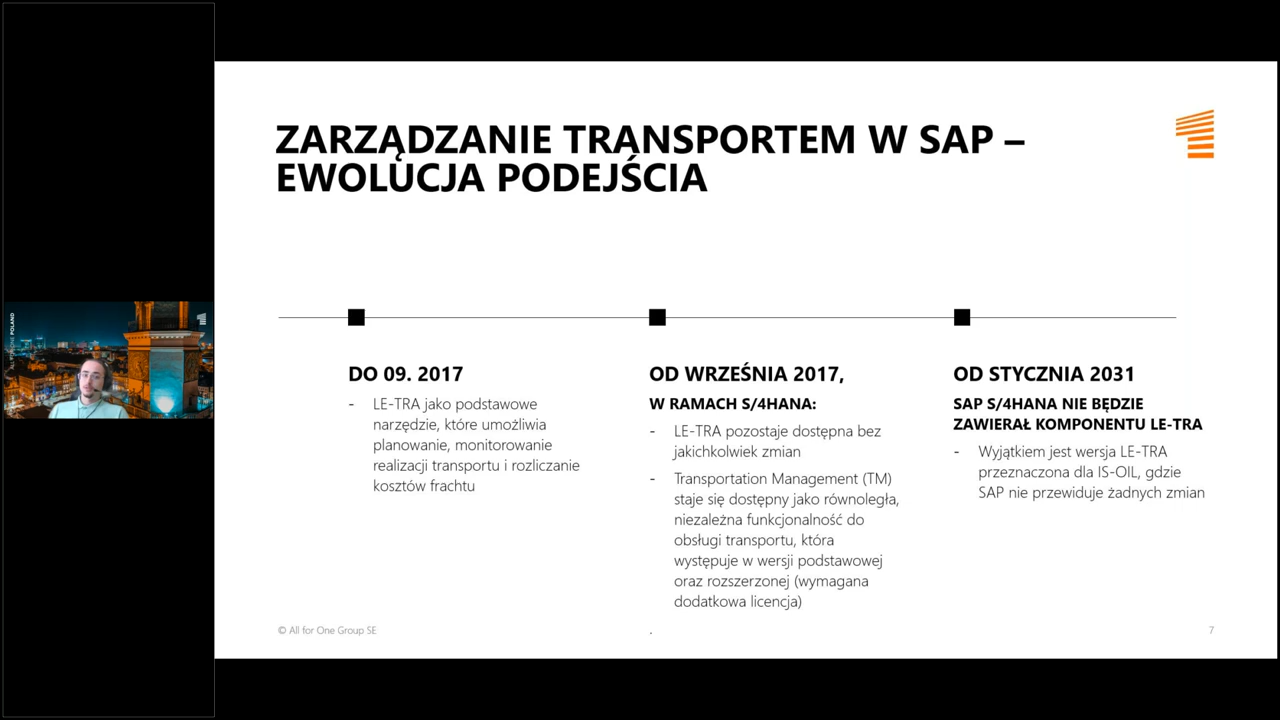 ZARZĄDZANIE TRANSPORTEM W SAP –
EWOLUCJA PODEJŚCIA
DO 09. 2017
- LE-TRA jako podstawowe
narzędzie, które umożliwia
planowanie, monitorowanie
realizacji transportu i rozliczanie
kosztów frachtu
OD WRZEŚNIA 2017,
W RAMACH S/4HANA:
- LE-TRA pozostaje dostępna bez
jakichkolwiek zmian
- Transportation Management (TM)
staje się dostępny jako równoległa,
niezależna funkcjonalność do
obsługi transportu, która
występuje w wersji podstawowej
oraz rozszerzonej (wymagana
dodatkowa licencja)
.
OD STYCZNIA 2031
SAP S/4HANA NIE BĘDZIE
ZAWIERAŁ KOMPONENTU LE-TRA
- Wyjątkiem jest wersja LE-TRA
przeznaczona dla IS-OIL, gdzie
SAP nie przewiduje żadnych zmian
© All for One Group SE
7
ALL FOR ONE POLAND